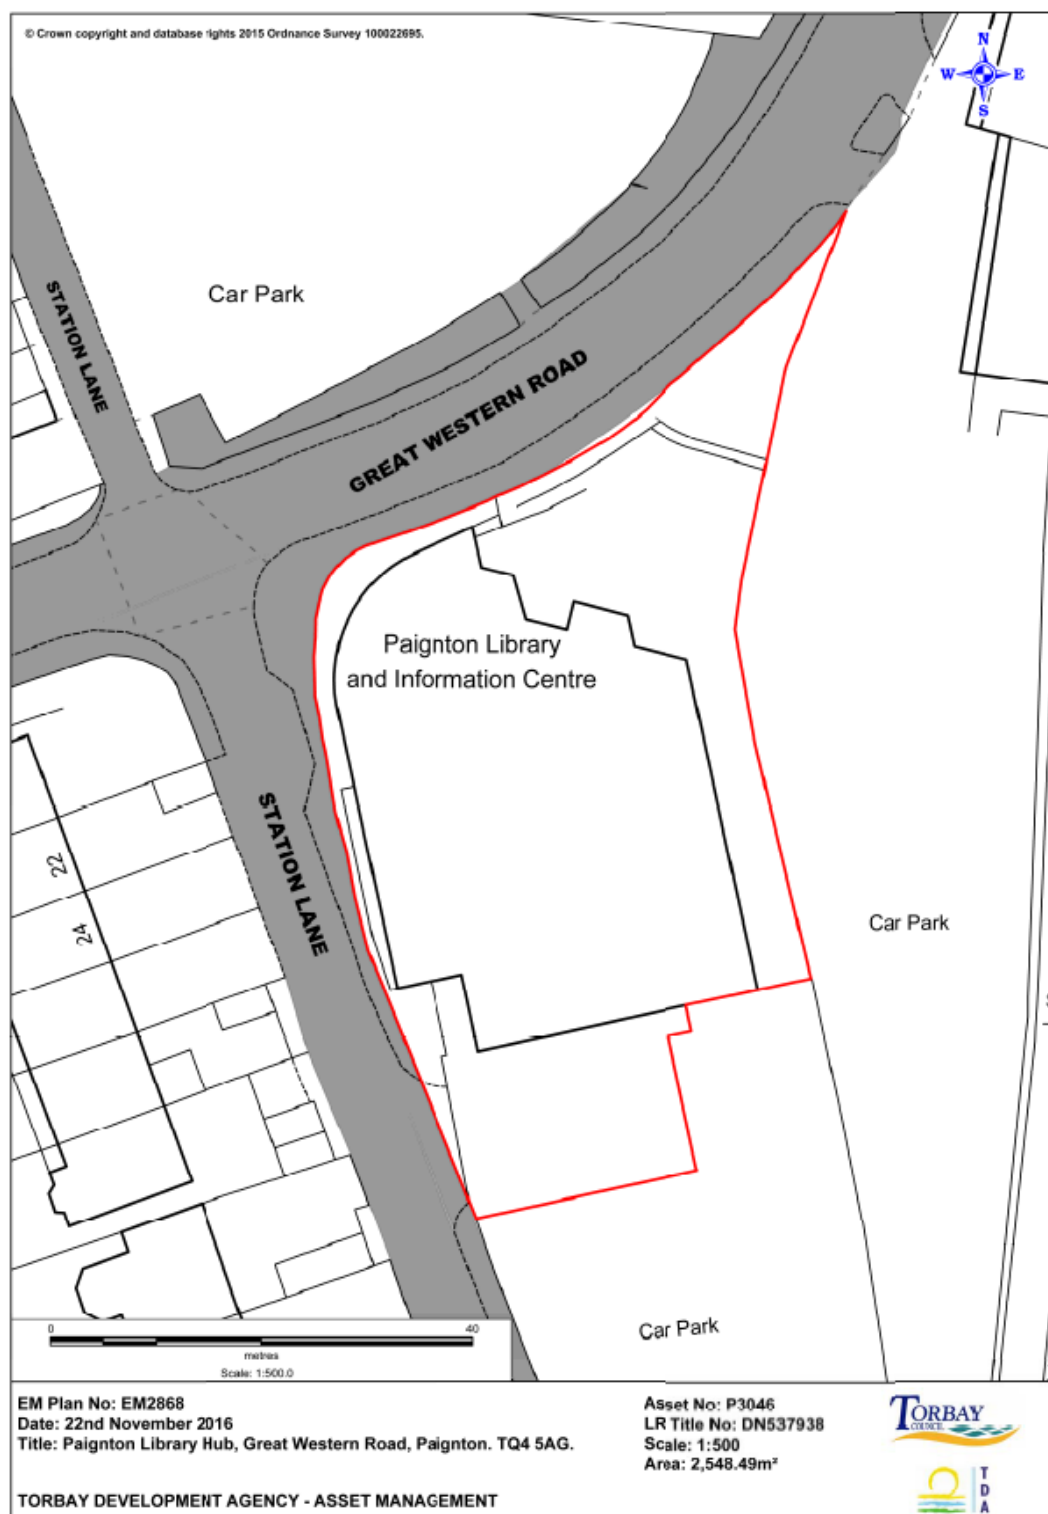 © Crown copyright and database rights 2015 Ordnance Survey 100022695.
N
W E
S
Car Park
STATION LANE
GREAT WESTERN ROAD
Paignton Library
and Information Centre
STATION LANE
22
24
Car Park
Car Park
0 40
metres
Scale: 1:500.0
EM Plan No: EM2868
Date: 22nd November 2016
Title: Paignton Library Hub, Great Western Road, Paignton. TQ4 5AG.
TORBAY DEVELOPMENT AGENCY - ASSET MANAGEMENT
Asset No: P3046
LR Title No: DN537938
Scale: 1:500
Area: 2,548.49m²
TORBAY
COUNCIL
TDA